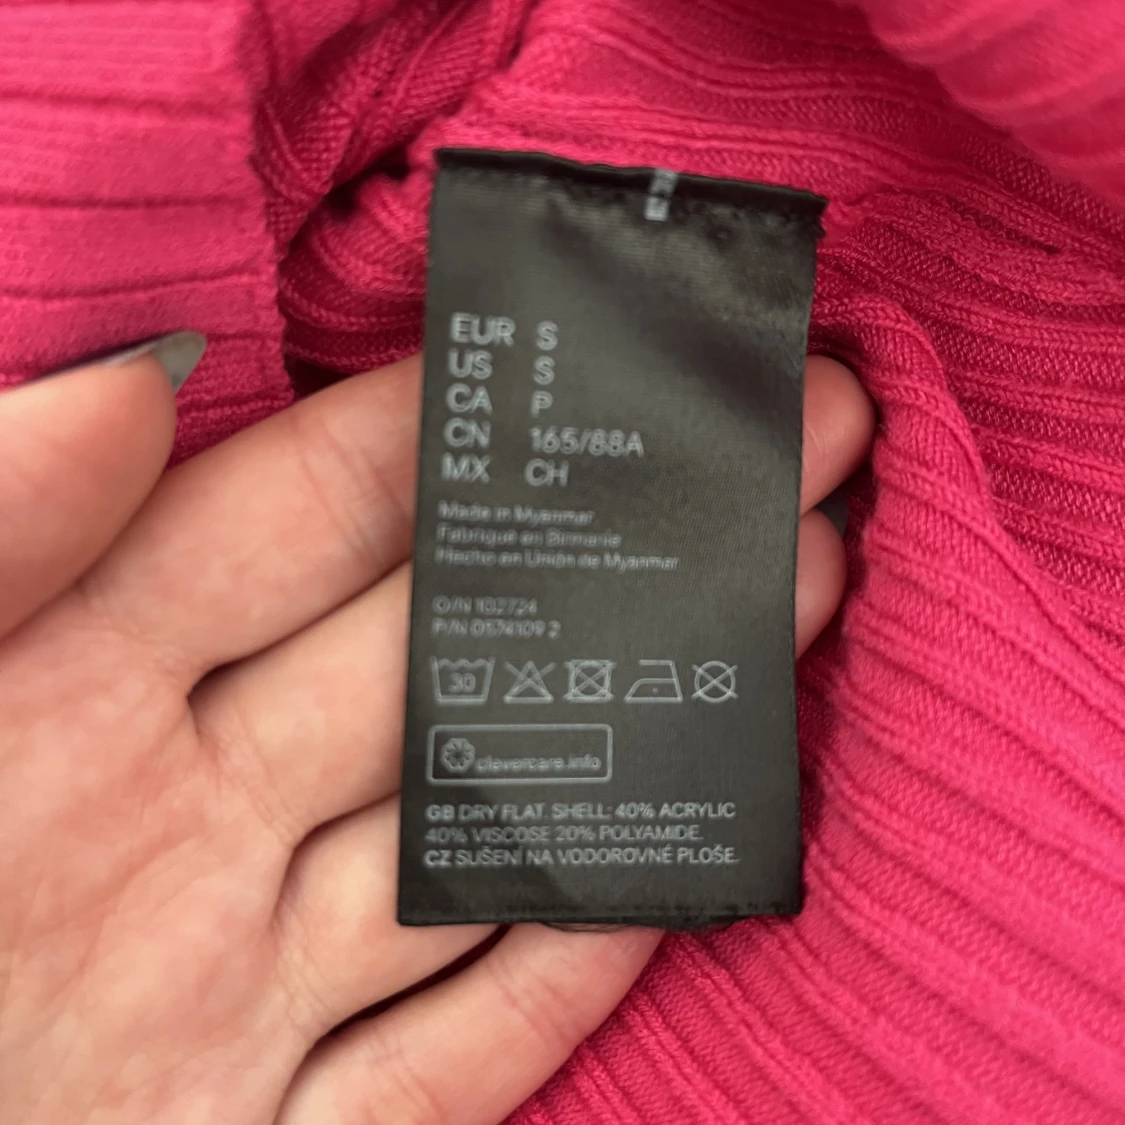 EUR S
US S
CA P
CN 165/88A
MX CH
Made in Myanmar
Fabriqué en Birmanie
Hecho en Unión de Myanmar
O/N 102724
P/N 0574109 2
30
clevercare.info
GB DRY FLAT. SHELL: 40% ACRYLIC
40% VISCOSE 20% POLYAMIDE.
CZ SUŠENÍ NA VODOROVNÉ PLOŠE.